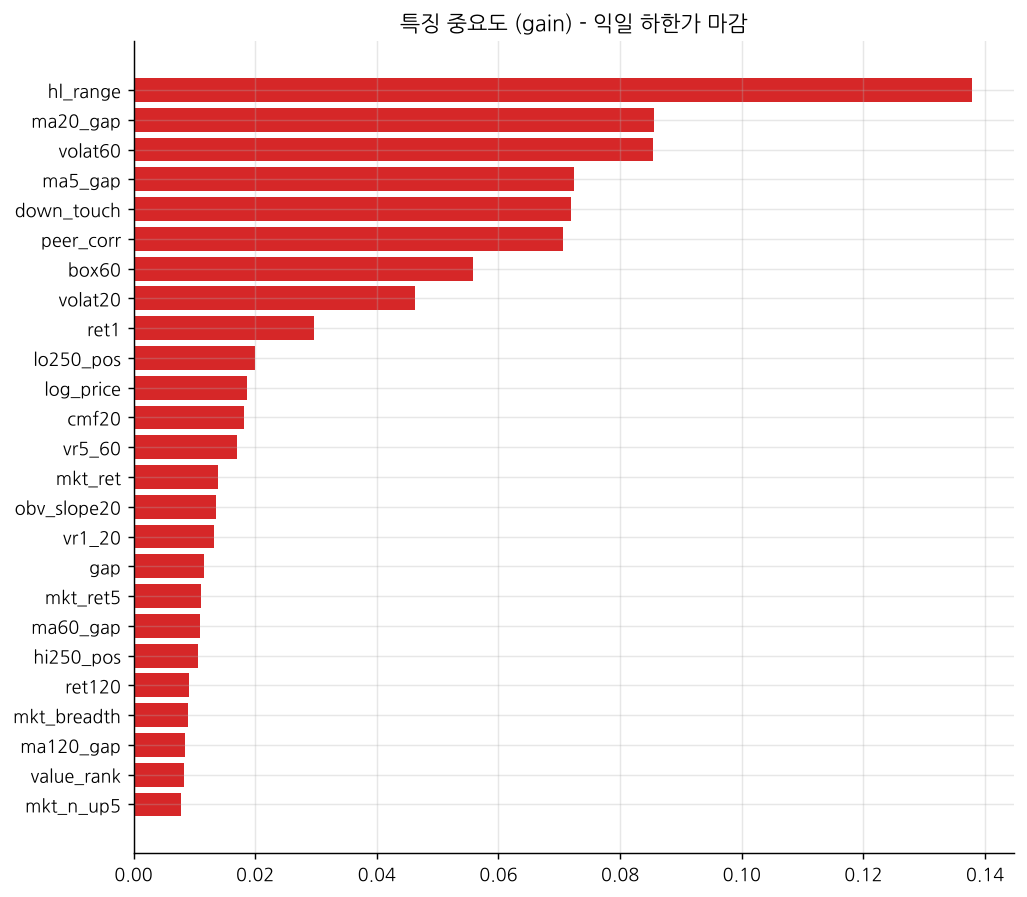 특징 중요도 (gain) - 익일 하한가 마감
hl_range
ma20_gap
volat60
ma5_gap
down_touch
peer_corr
box60
volat20
ret1
lo250_pos
log_price
cmf20
vr5_60
mkt_ret
obv_slope20
vr1_20
gap
mkt_ret5
ma60_gap
hi250_pos
ret120
mkt_breadth
ma120_gap
value_rank
mkt_n_up5
0.00 0.02 0.04 0.06 0.08 0.10 0.12 0.14